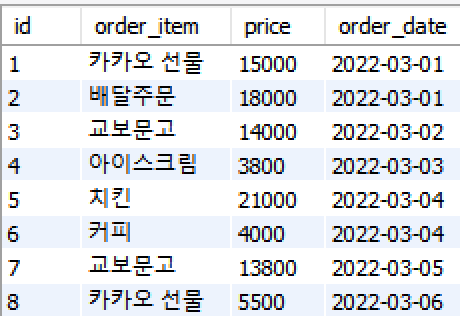 id order_item price order_date
1 카카오 선물 15000 2022-03-01
2 배달주문 18000 2022-03-01
3 교보문고 14000 2022-03-02
4 아이스크림 3800 2022-03-03
5 치킨 21000 2022-03-04
6 커피 4000 2022-03-04
7 교보문고 13800 2022-03-05
8 카카오 선물 5500 2022-03-06